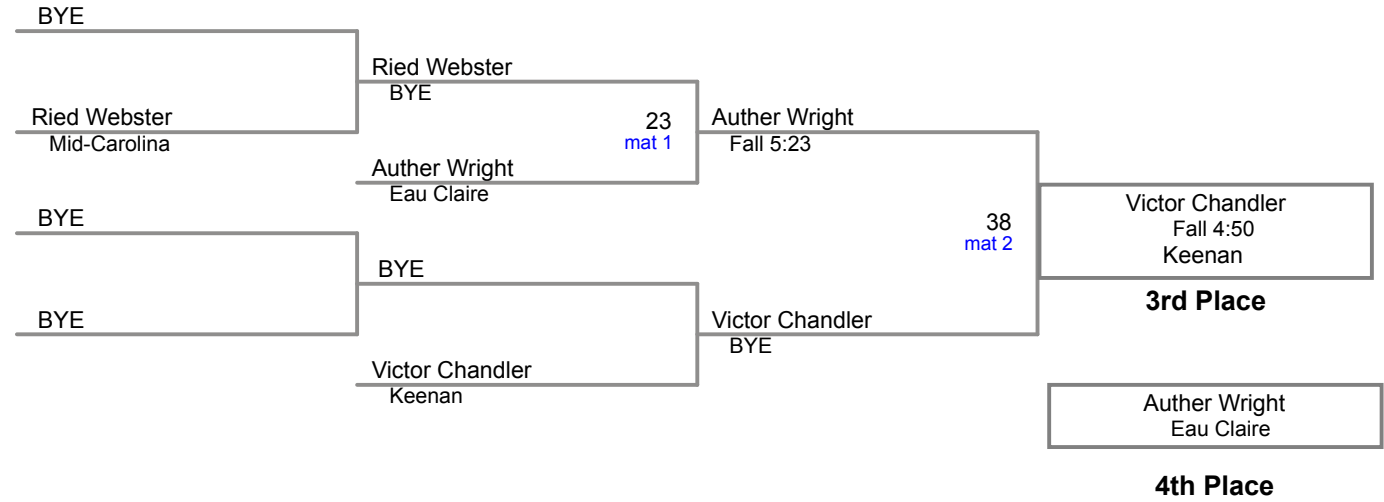 BYE
Ried Webster
BYE
Ried Webster
Mid-Carolina
23
mat 1
Auther Wright
Fall 5:23
Auther Wright
Eau Claire
BYE
38
mat 2
Victor Chandler
Fall 4:50
Keenan
3rd Place
BYE
BYE
Victor Chandler
BYE
Victor Chandler
Keenan
Auther Wright
Eau Claire
4th Place